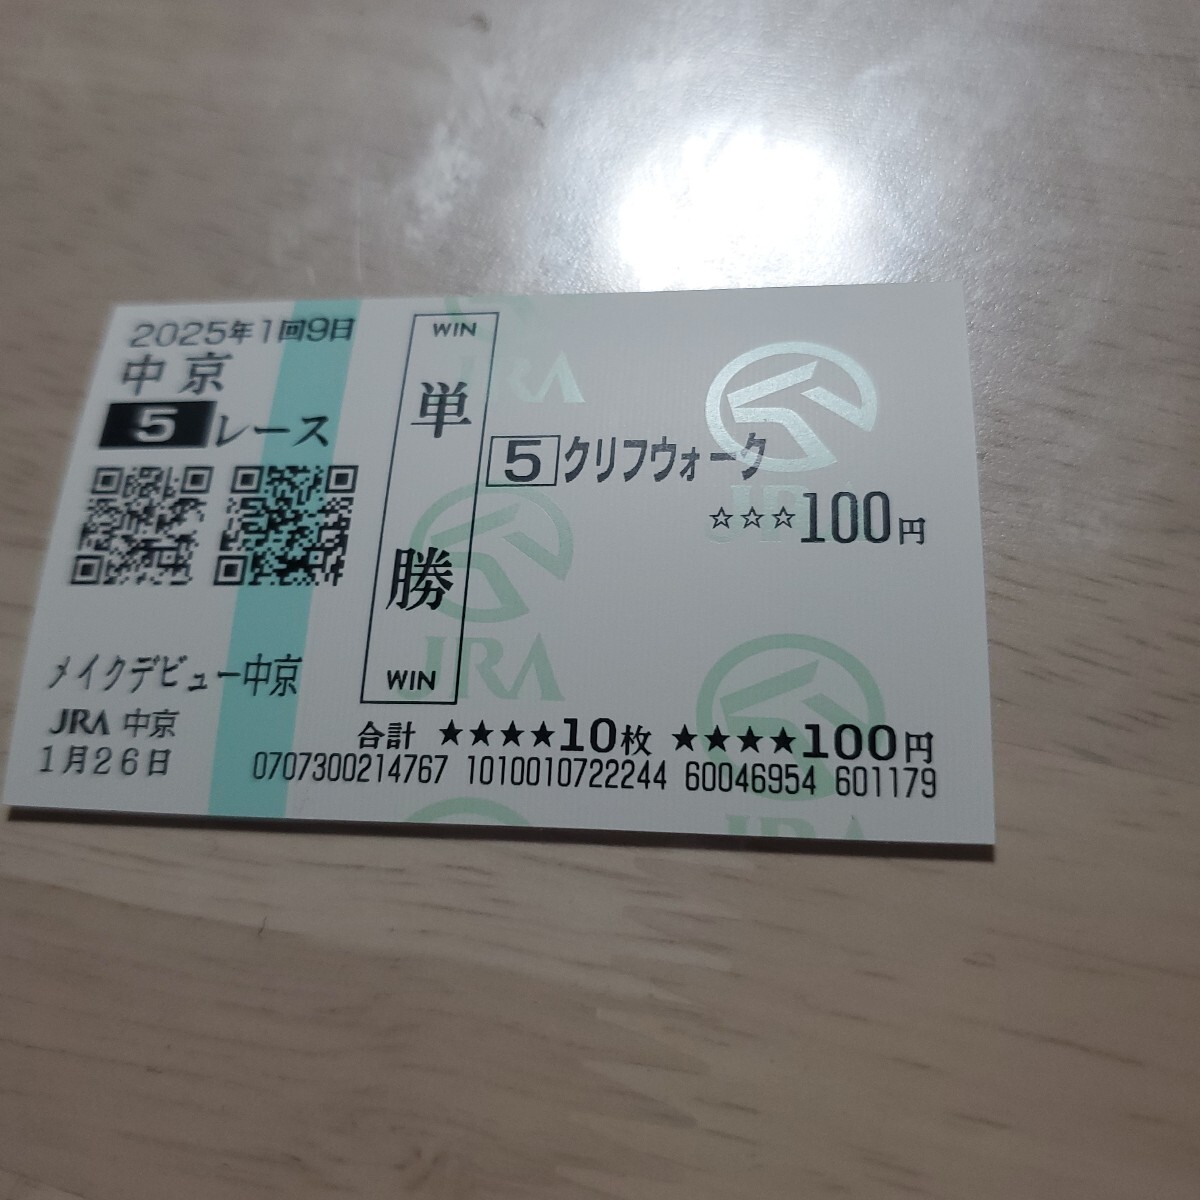 2025年1回9日
中京
5レース
メイクデビュー中京
JRA 中京
1月26日
WIN
単勝
WIN
5 クリフウォーク
☆☆☆100円
合計 ★★★★10枚 ★★★★100円
0707300214767 1010010722244 60046954 601179
JRA
JRA
JRA
JRA